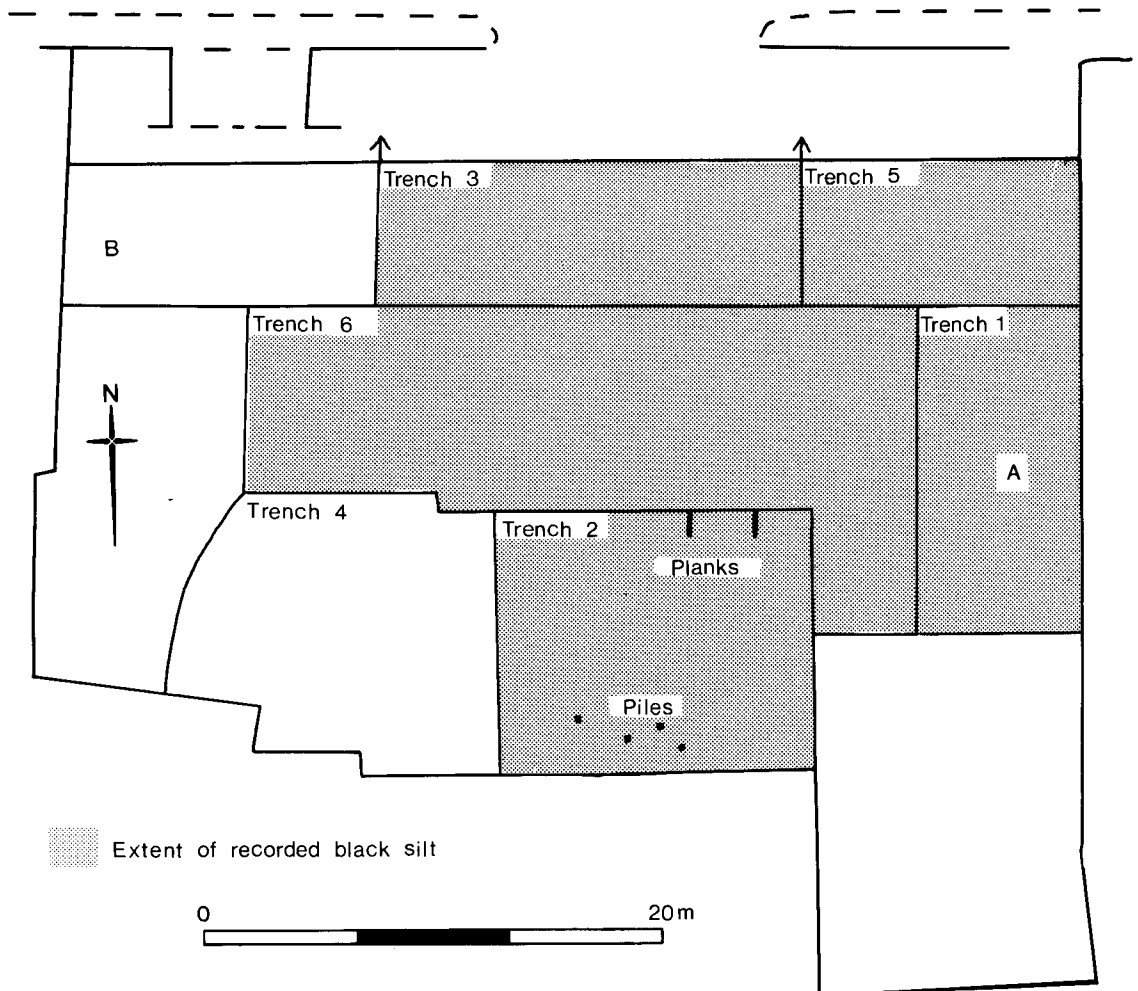 Trench 3
Trench 5
B
Trench 6
Trench 1
N
A
Trench 4
Trench 2
Planks
Piles
Extent of recorded black silt
0 20m